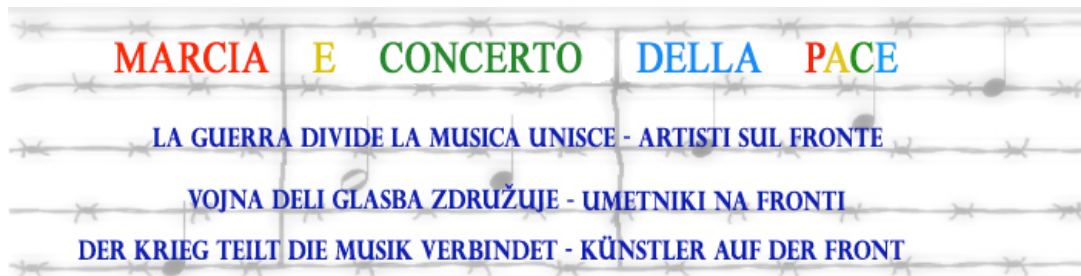 MARCIA E CONCERTO DELLA PACE
LA GUERRA DIVIDE LA MUSICA UNISCE - ARTISTI SUL FRONTE
VOJNA DELI GLASBA ZDRUŽUJE - UMETNIKI NA FRONTI
DER KRIEG TEILT DIE MUSIK VERBINDET - KÜNSTLER AUF DER FRONT